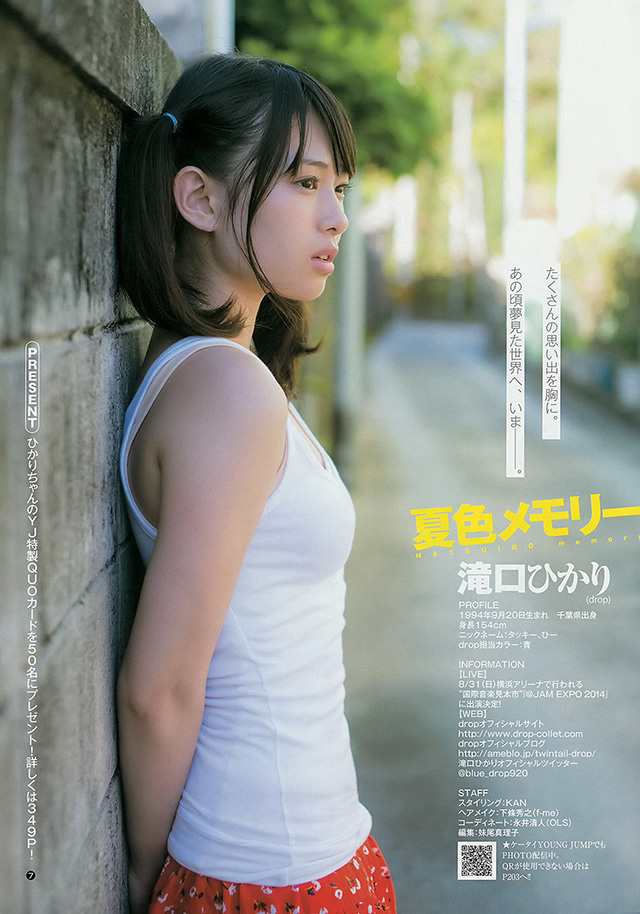 たくさんの思い出を胸に。
あの頃夢見た世界へ、いま――。
夏色メモリー
HATSUIRO memory
滝口ひかり
(drop)
PROFILE
1994年9月20日生まれ　千葉県出身
身長154cm
ニックネーム：タッキー、ひー
drop担当カラー：青
INFORMATION
【LIVE】
8/31(日)横浜アリーナで行われる
“国際音楽見本市”『@JAM EXPO 2014』
に出演決定!
【WEB】
dropオフィシャルサイト
http://www.drop-collet.com
dropオフィシャルブログ
http://ameblo.jp/twintail-drop/
滝口ひかりオフィシャルツイッター
@blue_drop920
STAFF
スタイリング：KAN
ヘアメイク：下條秀之(f-me)
コーディネート：永井清人(OLS)
編集：妹尾真理子
★ケータイYOUNG JUMPでも
PHOTO配信中。
QRが使用できない場合は
P203へ!!
PRESENT
ひかりちゃんのYJ特製QUOカードを50名にプレゼント!詳しくは349P!
7